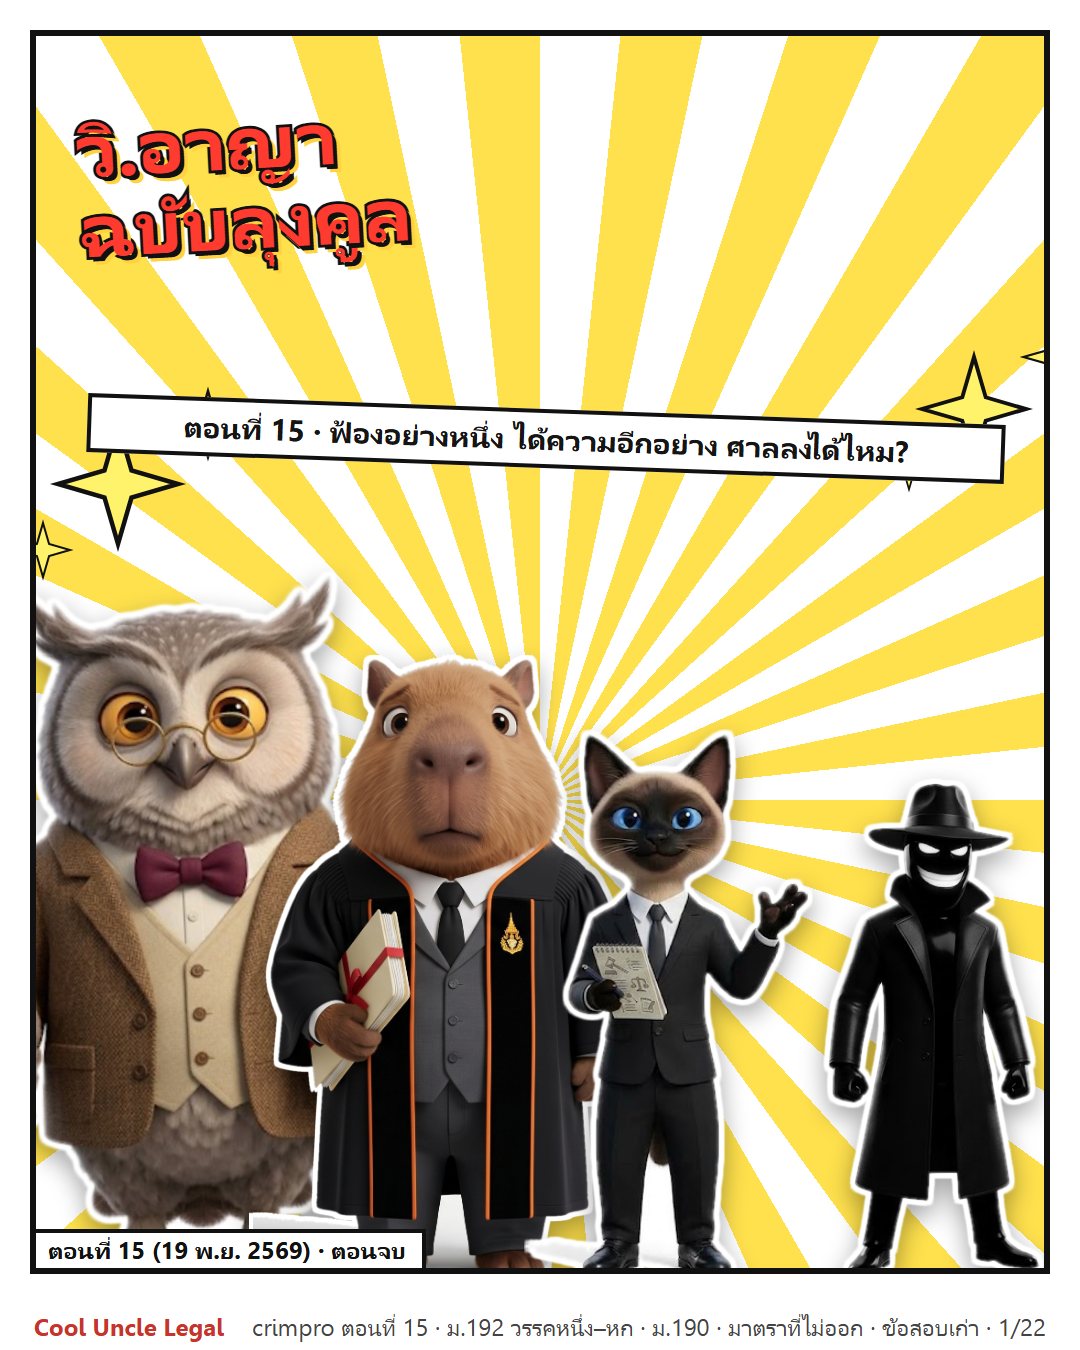 วิ.อาญา
ฉบับลุงคูล
ตอนที่ 15 · ฟ้องอย่างหนึ่ง ได้ความอีกอย่าง ศาลลงได้ไหม?
ตอนที่ 15 (19 พ.ย. 2569) · ตอนจบ
Cool Uncle Legal crimpro ตอนที่ 15 · ม.192 วรรคหนึ่ง–หก · ม.190 · มาตราที่ไม่ออก · ข้อสอบเก่า · 1/22